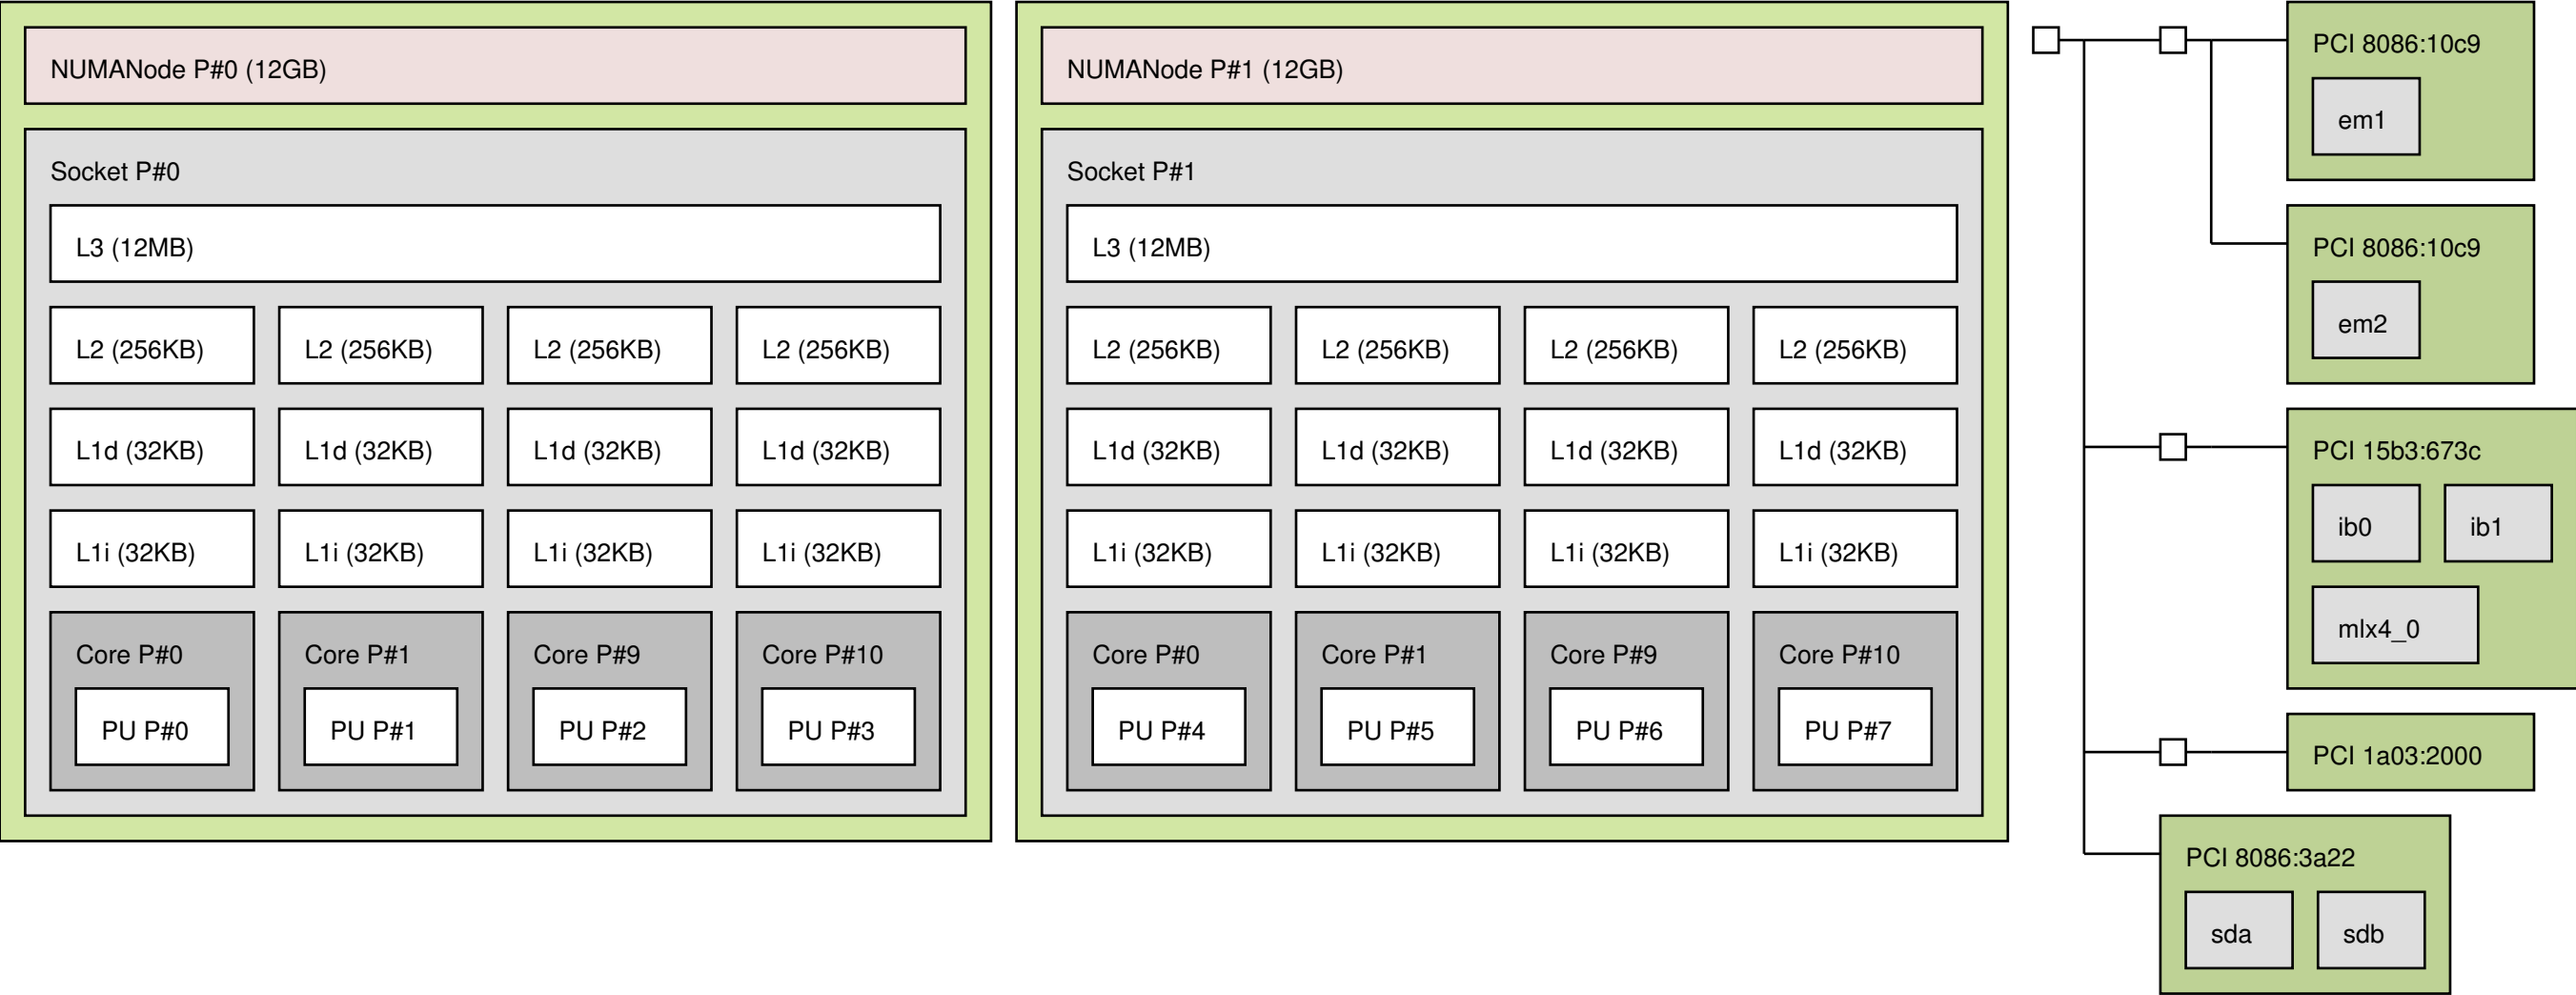 NUMANode P#0 (12GB)
Socket P#0
L3 (12MB)
L2 (256KB) L2 (256KB) L2 (256KB) L2 (256KB)
L1d (32KB) L1d (32KB) L1d (32KB) L1d (32KB)
L1i (32KB) L1i (32KB) L1i (32KB) L1i (32KB)
Core P#0 Core P#1 Core P#9 Core P#10
PU P#0 PU P#1 PU P#2 PU P#3
NUMANode P#1 (12GB)
Socket P#1
L3 (12MB)
L2 (256KB) L2 (256KB) L2 (256KB) L2 (256KB)
L1d (32KB) L1d (32KB) L1d (32KB) L1d (32KB)
L1i (32KB) L1i (32KB) L1i (32KB) L1i (32KB)
Core P#0 Core P#1 Core P#9 Core P#10
PU P#4 PU P#5 PU P#6 PU P#7
PCI 8086:10c9
em1
PCI 8086:10c9
em2
PCI 15b3:673c
ib0 ib1
mlx4_0
PCI 1a03:2000
PCI 8086:3a22
sda sdb